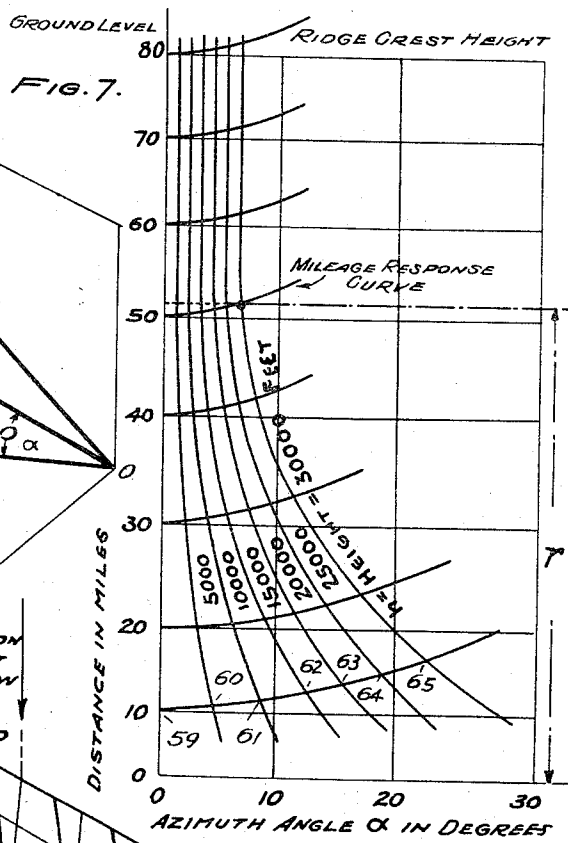 GROUND LEVEL
RIDGE CREST HEIGHT
FIG. 7.
80
70
60
50
40
30
20
10
0
MILEAGE RESPONSE
CURVE
h = HEIGHT = 30000 FEET
25000
20000
15000
10000
5000
O
α
r
59
60
61
62
63
64
65
DISTANCE IN MILES
0
10
20
30
AZIMUTH ANGLE α IN DEGREES